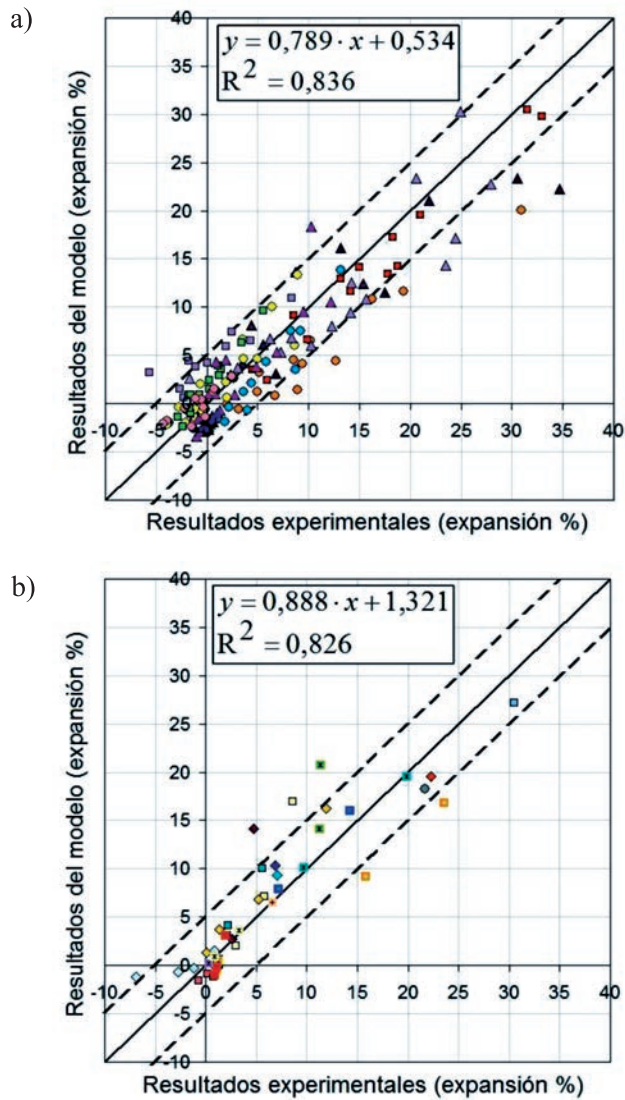 a)
y = 0,789 · x + 0,534
R² = 0,836
40
35
30
25
20
15
10
5
0
-5
-10
-10 -5 0 5 10 15 20 25 30 35 40
Resultados del modelo (expansión %)
Resultados experimentales (expansión %)
b)
y = 0,888 · x + 1,321
R² = 0,826
40
35
30
25
20
15
10
5
0
-5
-10
-10 -5 0 5 10 15 20 25 30 35 40
Resultados del modelo (expansión %)
Resultados experimentales (expansión %)